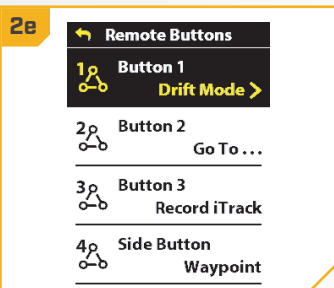 2e
Remote Buttons
1 Button 1
Drift Mode >
2 Button 2
Go To . . .
3 Button 3
Record iTrack
4 Side Button
Waypoint